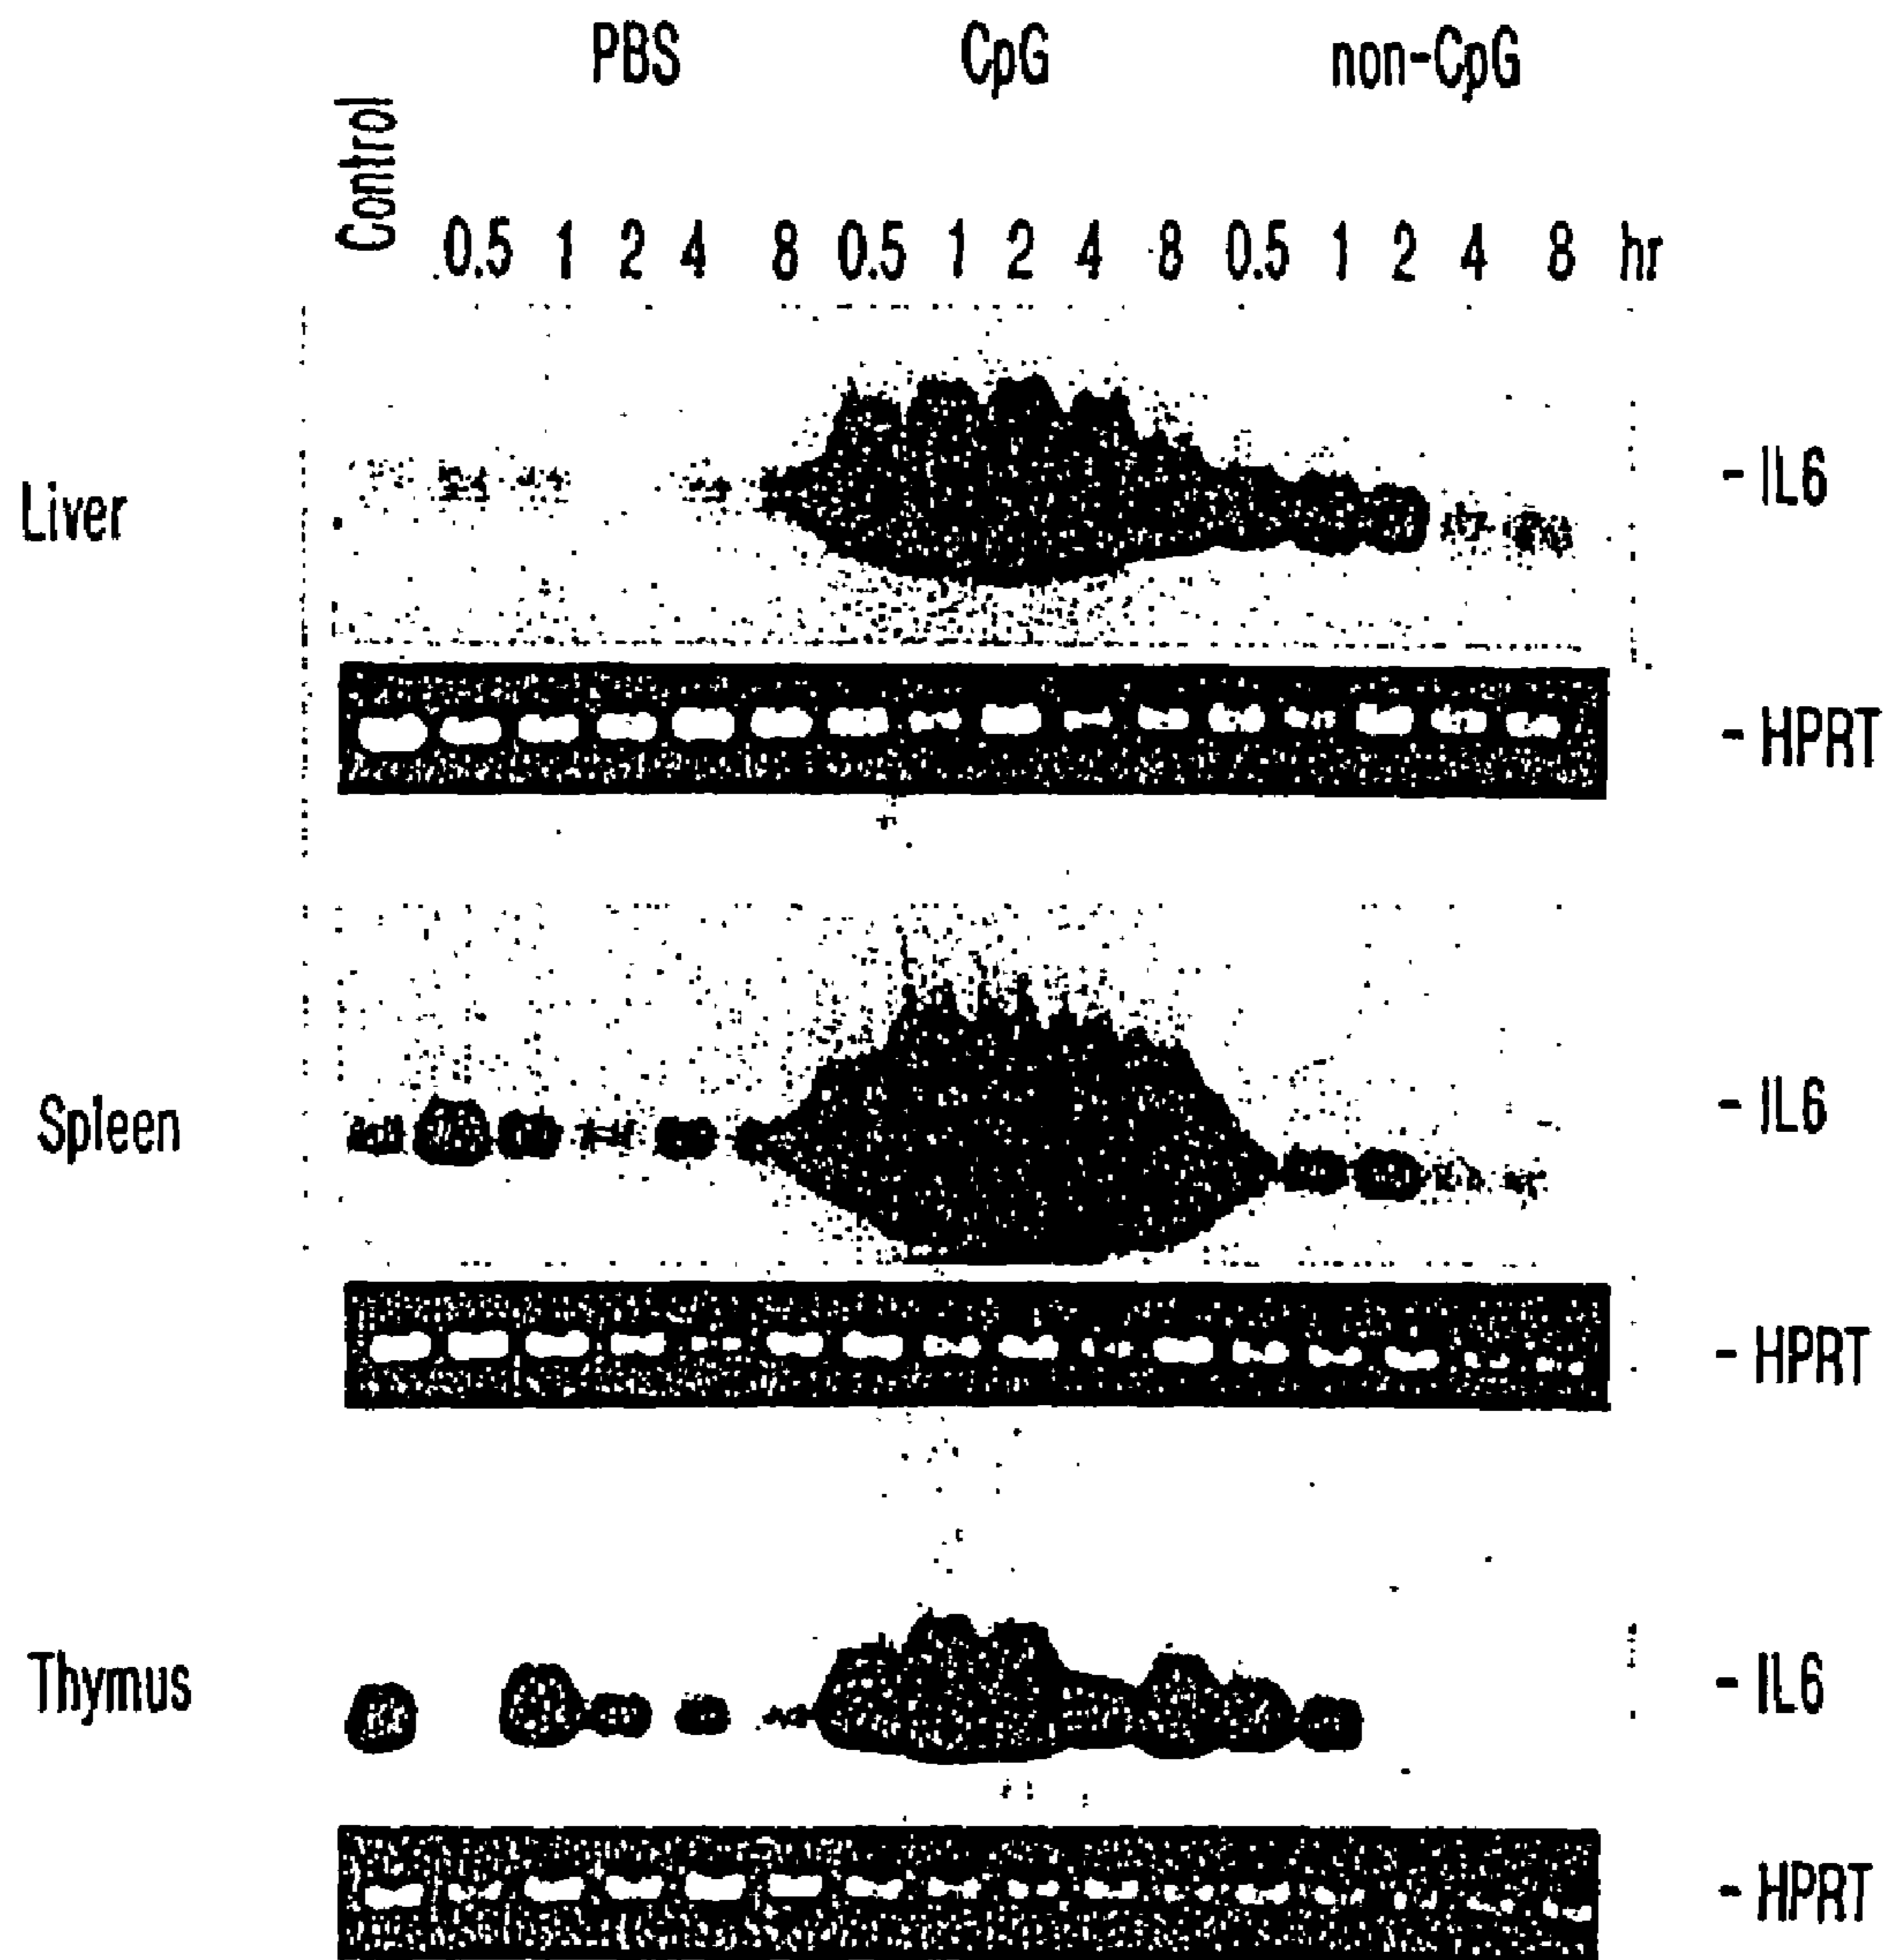 PBS CpG non-CpG
Control
0.5 1 2 4 8 0.5 1 2 4 8 0.5 1 2 4 8 hr
Liver
- IL6
- HPRT
Spleen
- IL6
- HPRT
Thymus
- IL6
- HPRT